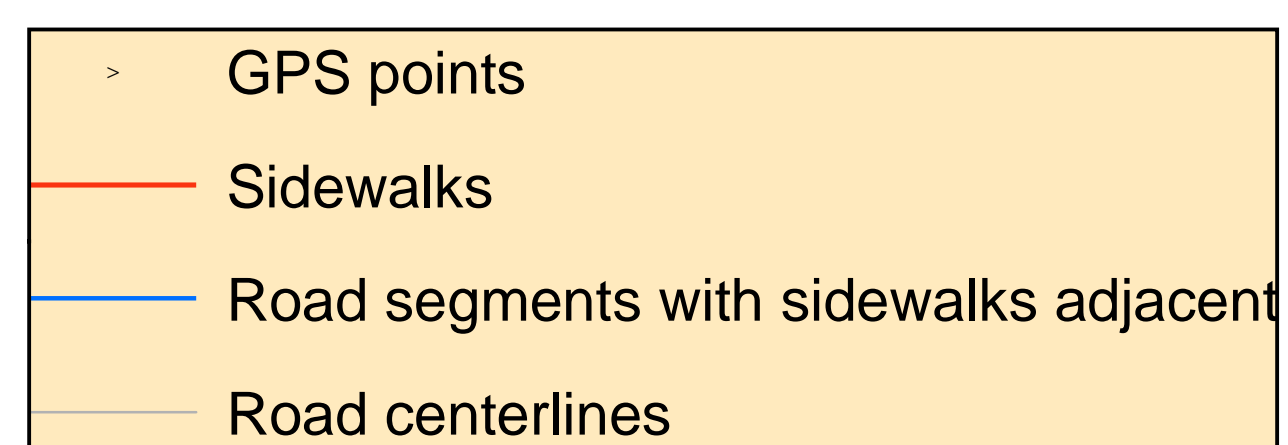 > GPS points
Sidewalks
Road segments with sidewalks adjacent
Road centerlines